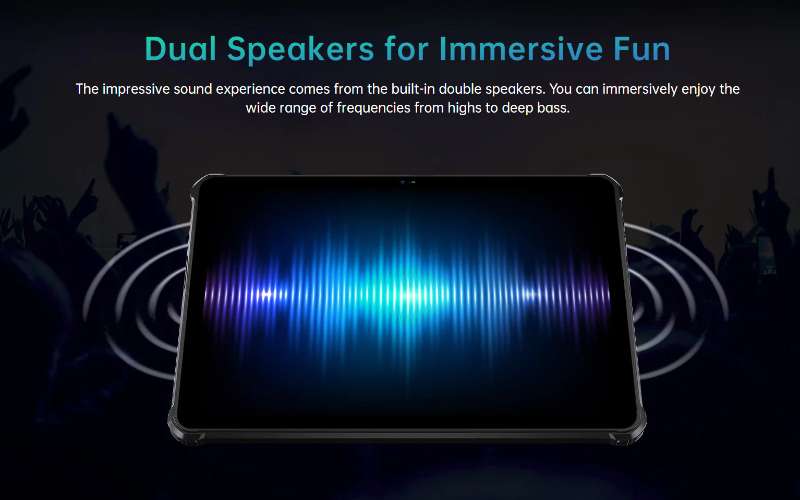 Dual Speakers for Immersive Fun
The impressive sound experience comes from the built-in double speakers. You can immersively enjoy the
wide range of frequencies from highs to deep bass.